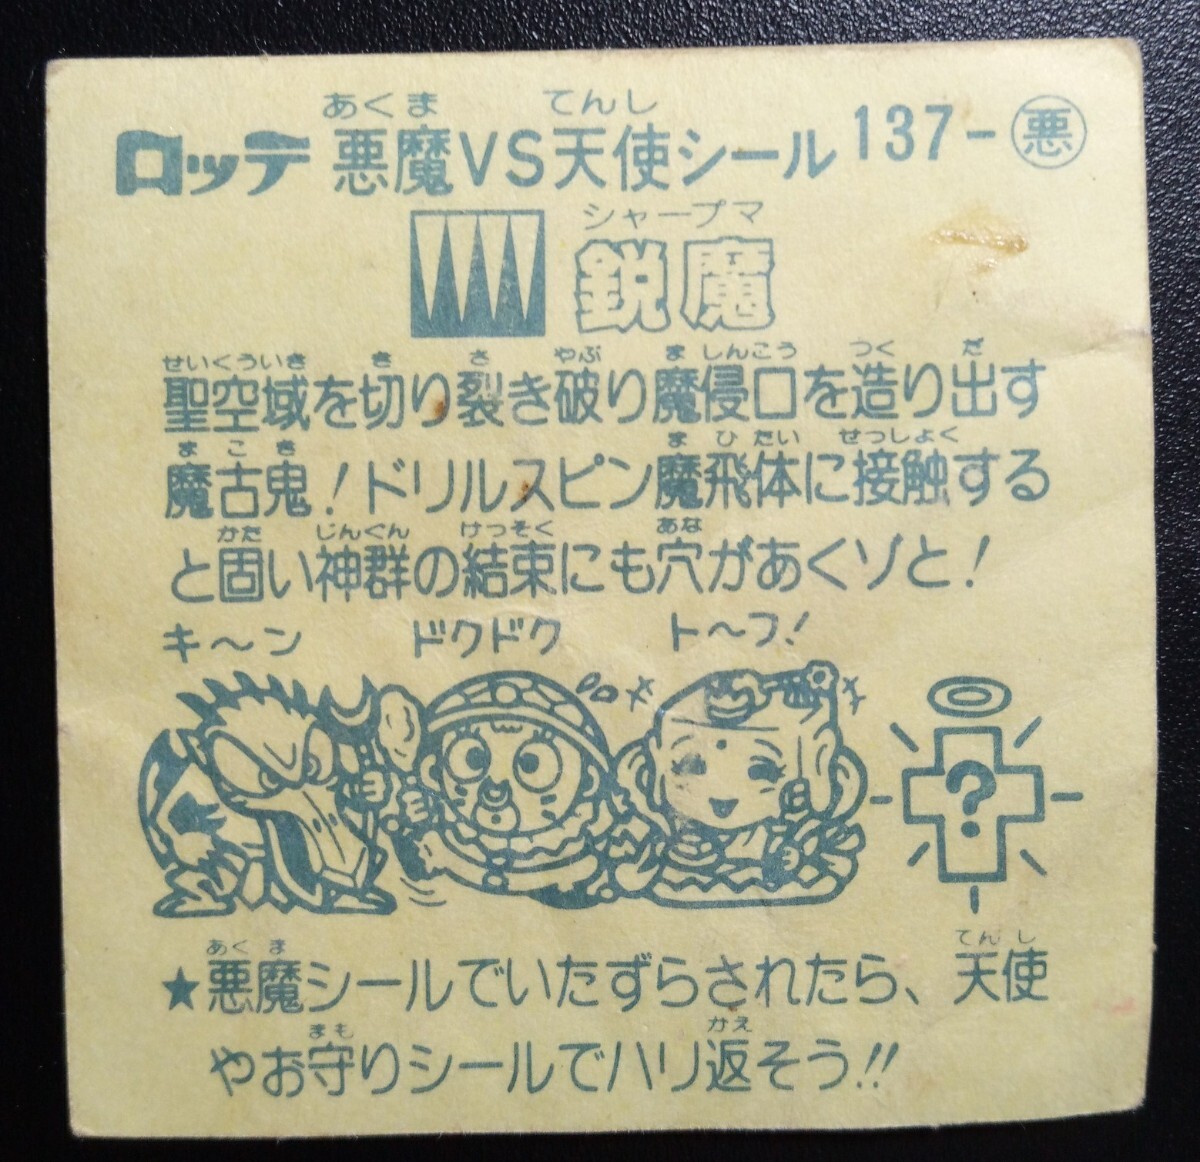 あくま てんし
ロッテ 悪魔VS天使シール 137-悪
シャープマ
鋭魔
せいくういき き さ やぶ ま しんこう つく だ
聖空域を切り裂き破り魔侵口を造り出す
まこき まひたい せっしょく
魔古鬼!ドリルスピン魔飛体に接触する
かた じんぐん けっそく あな
と固い神群の結束にも穴があくゾと!
キ〜ン ドクドク ト〜フ!
?
あくま てんし
★悪魔シールでいたずらされたら、天使
まも かえ
やお守りシールでハリ返そう!!